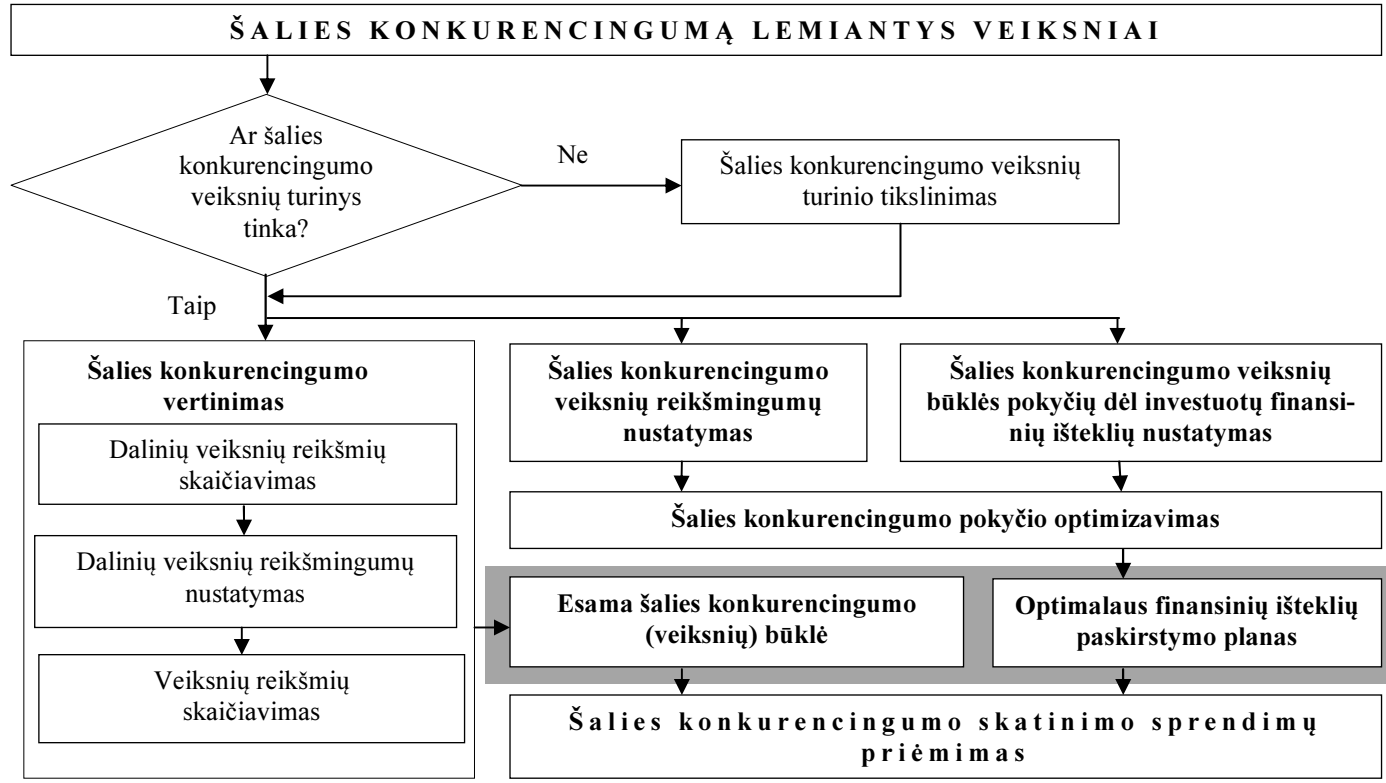 ŠALIES KONKURENCINGUMĄ LEMIANTYS VEIKSNIAI
Ar šalies
konkurencingumo
veiksnių turinys
tinka?
Ne
Šalies konkurencingumo veiksnių
turinio tikslinimas
Taip
Šalies konkurencingumo
vertinimas
Dalinių veiksnių reikšmių
skaičiavimas
Dalinių veiksnių reikšmingumų
nustatymas
Veiksnių reikšmių
skaičiavimas
Šalies konkurencingumo
veiksnių reikšmingumų
nustatymas
Šalies konkurencingumo veiksnių
būklės pokyčių dėl investuotų finansi-
nių išteklių nustatymas
Šalies konkurencingumo pokyčio optimizavimas
Esama šalies konkurencingumo
(veiksnių) būklė
Optimalaus finansinių išteklių
paskirstymo planas
Šalies konkurencingumo skatinimo sprendimų
priėmimas